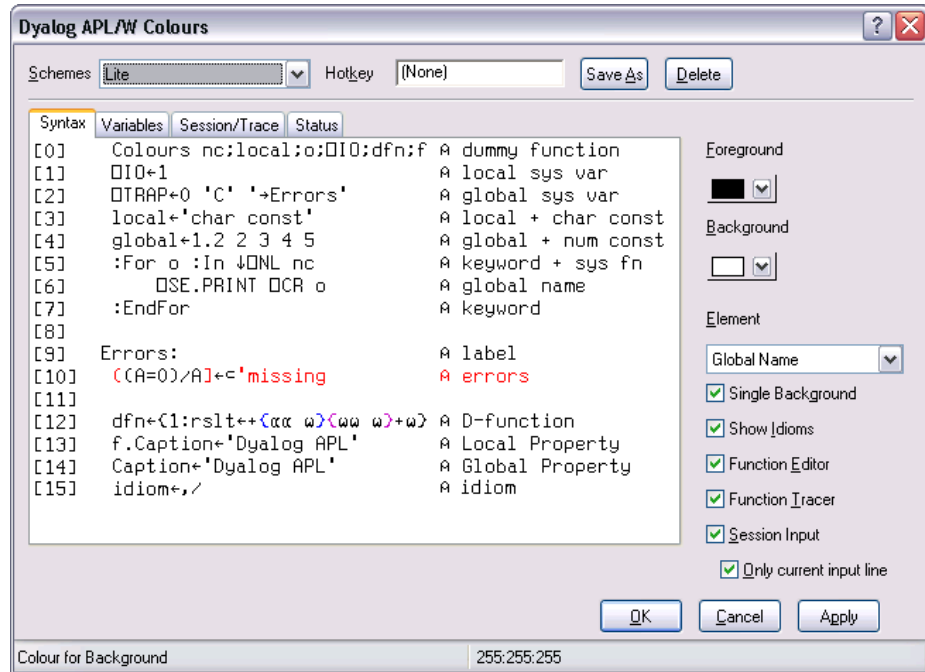 Dyalog APL/W Colours
Schemes Lite Hotkey (None) Save As Delete
Syntax Variables Session/Trace Status
[0] Colours nc;local;o;⎕IO;dfn;f ⍝ dummy function
[1] ⎕IO←1 ⍝ local sys var
[2] ⎕TRAP←0 'C' '→Errors' ⍝ global sys var
[3] local←'char const' ⍝ local + char const
[4] global←1.2 2 3 4 5 ⍝ global + num const
[5] :For o :In ↓⎕NL nc ⍝ keyword + sys fn
[6] ⎕SE.PRINT ⎕CR o ⍝ global name
[7] :EndFor ⍝ keyword
[8]
[9] Errors: ⍝ label
[10] ((A=0)/A]←⊂'missing ⍝ errors
[11]
[12] dfn←{1:rslt←+{⍺⍺ ⍵}{⍵⍵ ⍵}+⍵} ⍝ D-function
[13] f.Caption←'Dyalog APL' ⍝ Local Property
[14] Caption←'Dyalog APL' ⍝ Global Property
[15] idiom←,/ ⍝ idiom
Foreground
Background
Element
Global Name
Single Background
Show Idioms
Function Editor
Function Tracer
Session Input
Only current input line
OK Cancel Apply
Colour for Background 255:255:255